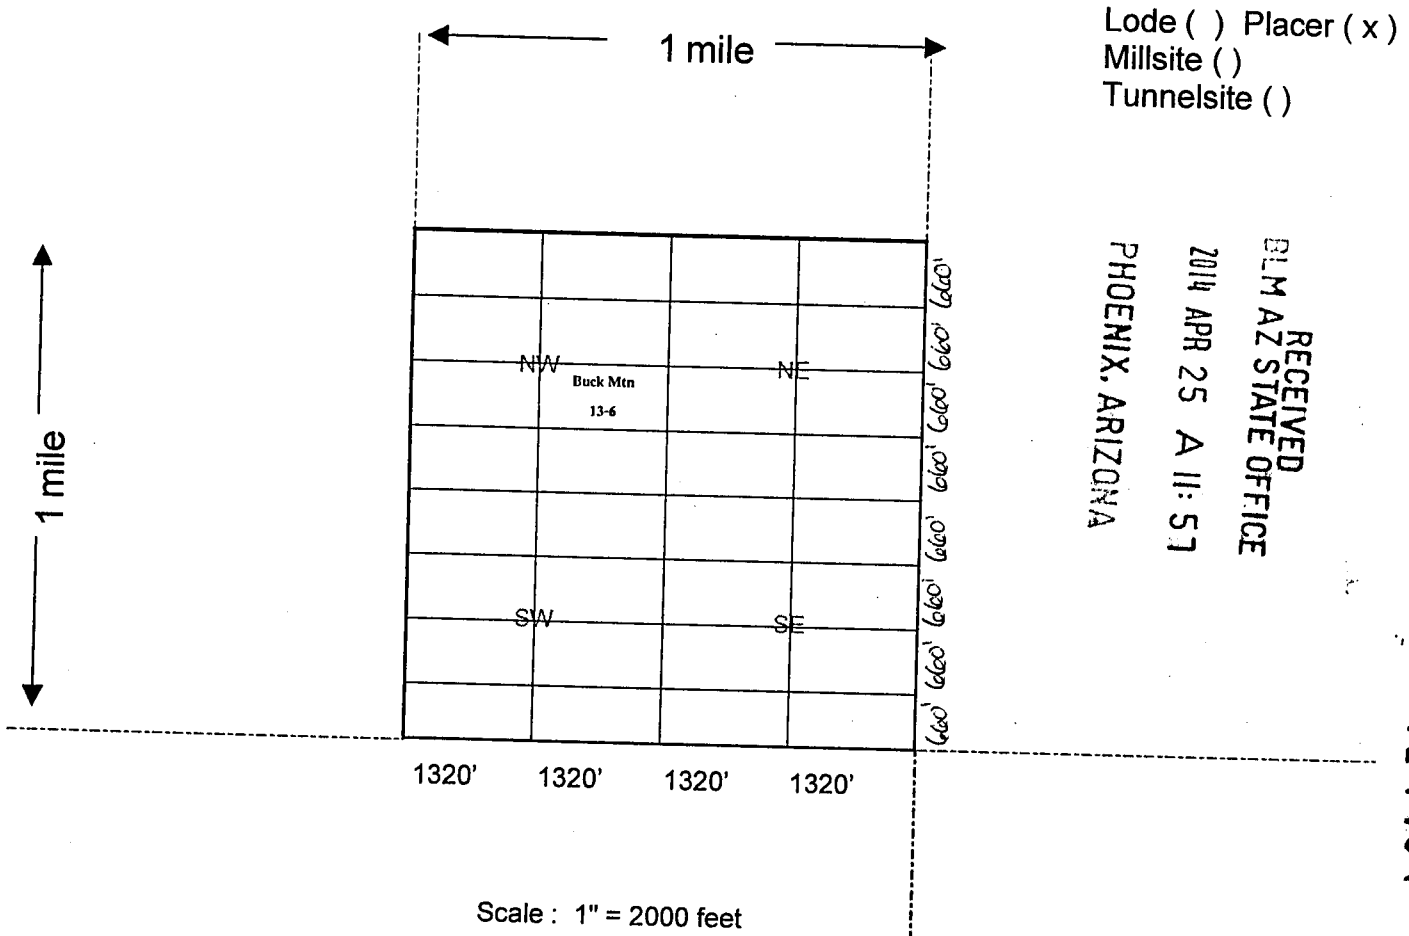 Lode ( ) Placer ( x )
Millsite ( )
Tunnelsite ( )
1 mile
1 mile
NW
NE
Buck Mtn
13-6
SW
SE
660'
660'
660'
660'
660'
660'
660'
660'
1320' 1320' 1320' 1320'
RECEIVED
BLM AZ STATE OFFICE
2014 APR 25 A 11:57
PHOENIX, ARIZONA
Scale : 1" = 2000 feet